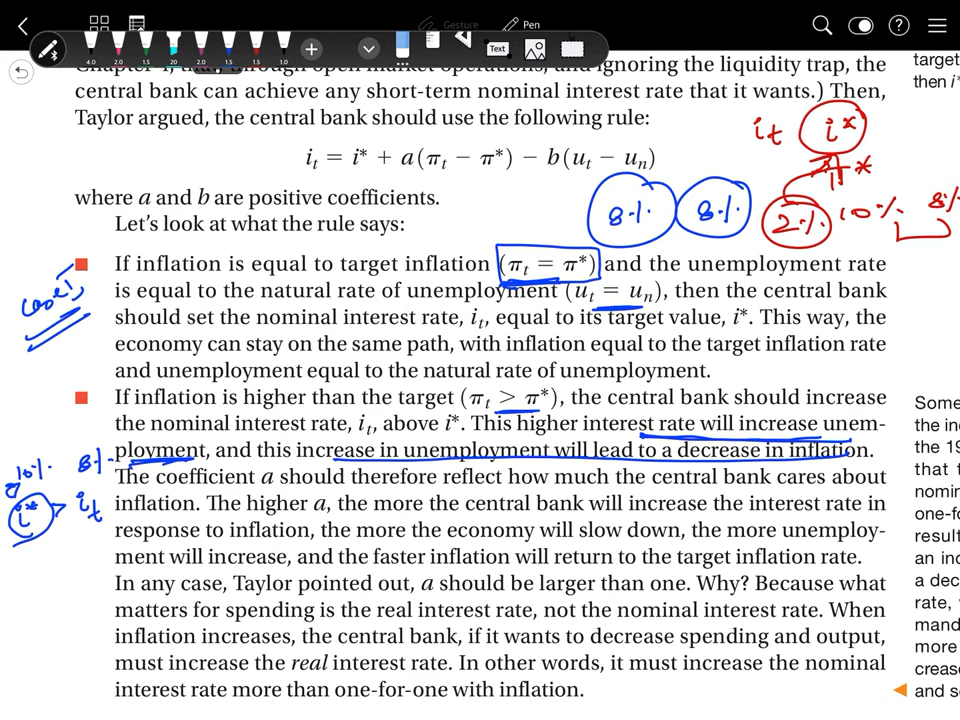 Gesture
Pen
Text
4.0 2.0 1.5 20 2.0 1.5 1.5 1.0
central bank can achieve any short-term nominal interest rate that it wants.) Then,
Taylor argued, the central bank should use the following rule:
i_t = i* + a(π_t − π*) − b(u_t − u_n)
where a and b are positive coefficients.
Let's look at what the rule says:
i_t i*
π*
8% 8% 2% 10% 8%
■ If inflation is equal to target inflation (π_t = π*) and the unemployment rate
is equal to the natural rate of unemployment (u_t = u_n), then the central bank
should set the nominal interest rate, i_t, equal to its target value, i*. This way, the
economy can stay on the same path, with inflation equal to the target inflation rate
and unemployment equal to the natural rate of unemployment.
■ If inflation is higher than the target (π_t > π*), the central bank should increase
the nominal interest rate, i_t, above i*. This higher interest rate will increase unem-
ployment, and this increase in unemployment will lead to a decrease in inflation.
The coefficient a should therefore reflect how much the central bank cares about
inflation. The higher a, the more the central bank will increase the interest rate in
response to inflation, the more the economy will slow down, the more unemploy-
ment will increase, and the faster inflation will return to the target inflation rate.
In any case, Taylor pointed out, a should be larger than one. Why? Because what
matters for spending is the real interest rate, not the nominal interest rate. When
inflation increases, the central bank, if it wants to decrease spending and output,
must increase the real interest rate. In other words, it must increase the nominal
interest rate more than one-for-one with inflation.
10% 8%
i* > i_t
target
then i*
Some
the in
the 19
that t
nomin
one-fo
result
an inc
a dec
rate,
mand
more
creas
and s